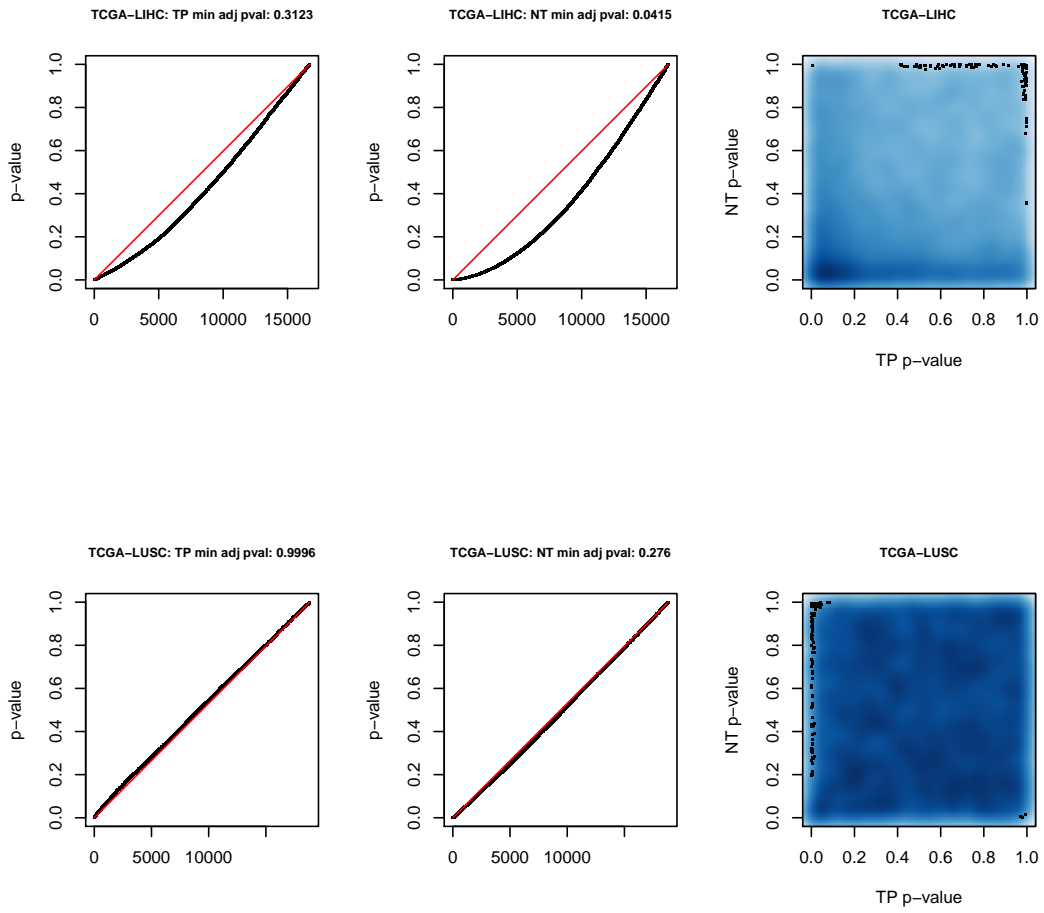 TCGA−LIHC: TP min adj pval: 0.3123
p−value
0.0 0.2 0.4 0.6 0.8 1.0
0 5000 10000 15000
TCGA−LIHC: NT min adj pval: 0.0415
p−value
0.0 0.2 0.4 0.6 0.8 1.0
0 5000 10000 15000
TCGA−LIHC
NT p−value
0.0 0.2 0.4 0.6 0.8 1.0
0.0 0.2 0.4 0.6 0.8 1.0
TP p−value
TCGA−LUSC: TP min adj pval: 0.9996
p−value
0.0 0.2 0.4 0.6 0.8 1.0
0 5000 10000
TCGA−LUSC: NT min adj pval: 0.276
p−value
0.0 0.2 0.4 0.6 0.8 1.0
0 5000 10000
TCGA−LUSC
NT p−value
0.0 0.2 0.4 0.6 0.8 1.0
0.0 0.2 0.4 0.6 0.8 1.0
TP p−value